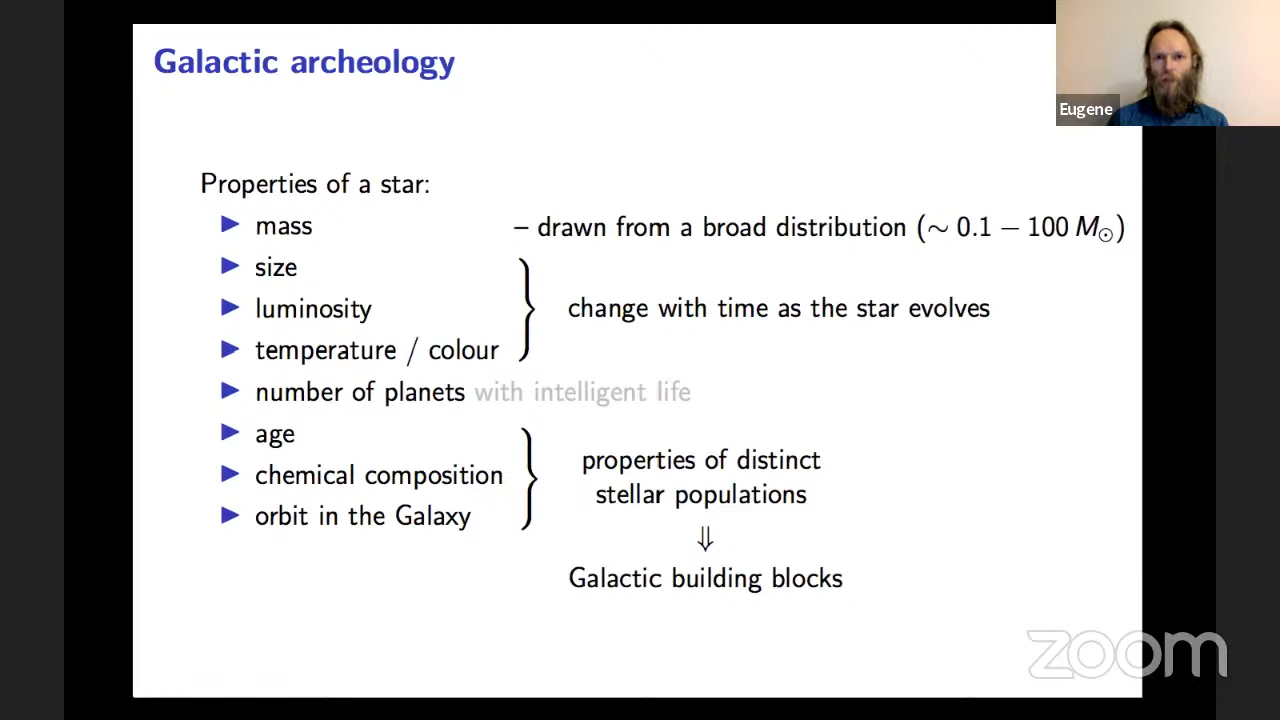 Galactic archeology
Eugene
Properties of a star:
mass – drawn from a broad distribution (∼ 0.1 − 100 M⊙)
size
luminosity
change with time as the star evolves
temperature / colour
number of planets with intelligent life
age
chemical composition
orbit in the Galaxy
properties of distinct
stellar populations
⇓
Galactic building blocks
zoom